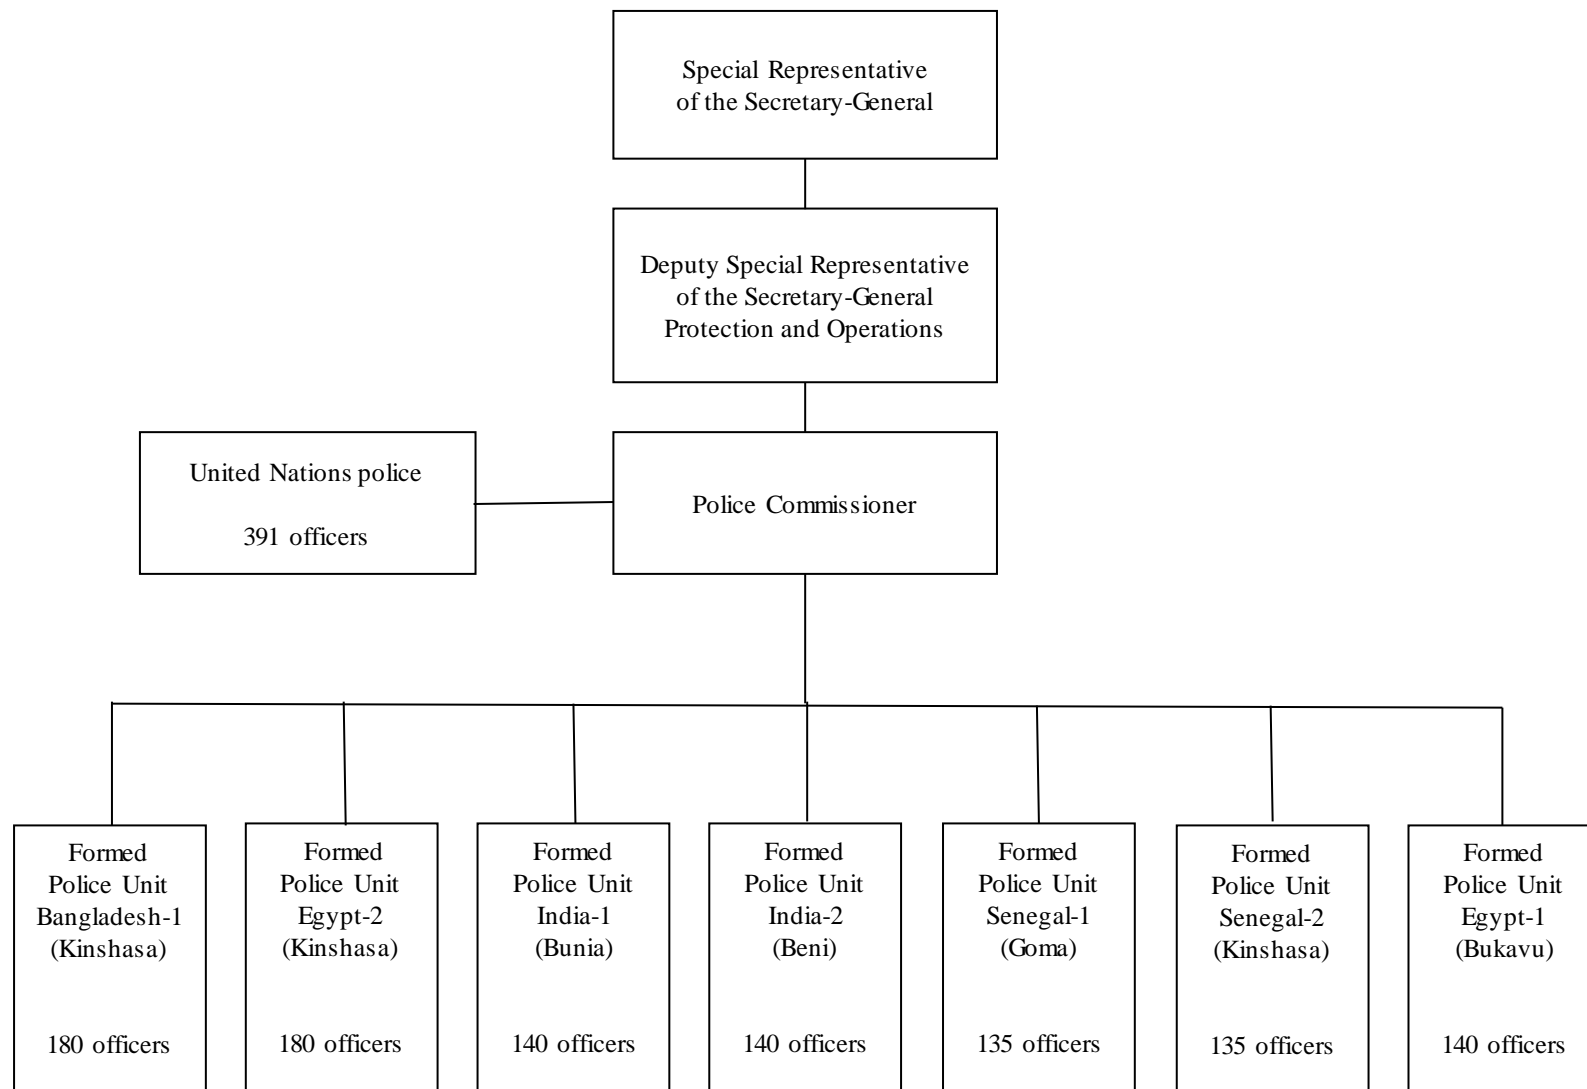 Special Representative
of the Secretary-General
Deputy Special Representative
of the Secretary-General
Protection and Operations
United Nations police
391 officers
Police Commissioner
Formed
Police Unit
Bangladesh-1
(Kinshasa)
180 officers
Formed
Police Unit
Egypt-2
(Kinshasa)
180 officers
Formed
Police Unit
India-1
(Bunia)
140 officers
Formed
Police Unit
India-2
(Beni)
140 officers
Formed
Police Unit
Senegal-1
(Goma)
135 officers
Formed
Police Unit
Senegal-2
(Kinshasa)
135 officers
Formed
Police Unit
Egypt-1
(Bukavu)
140 officers